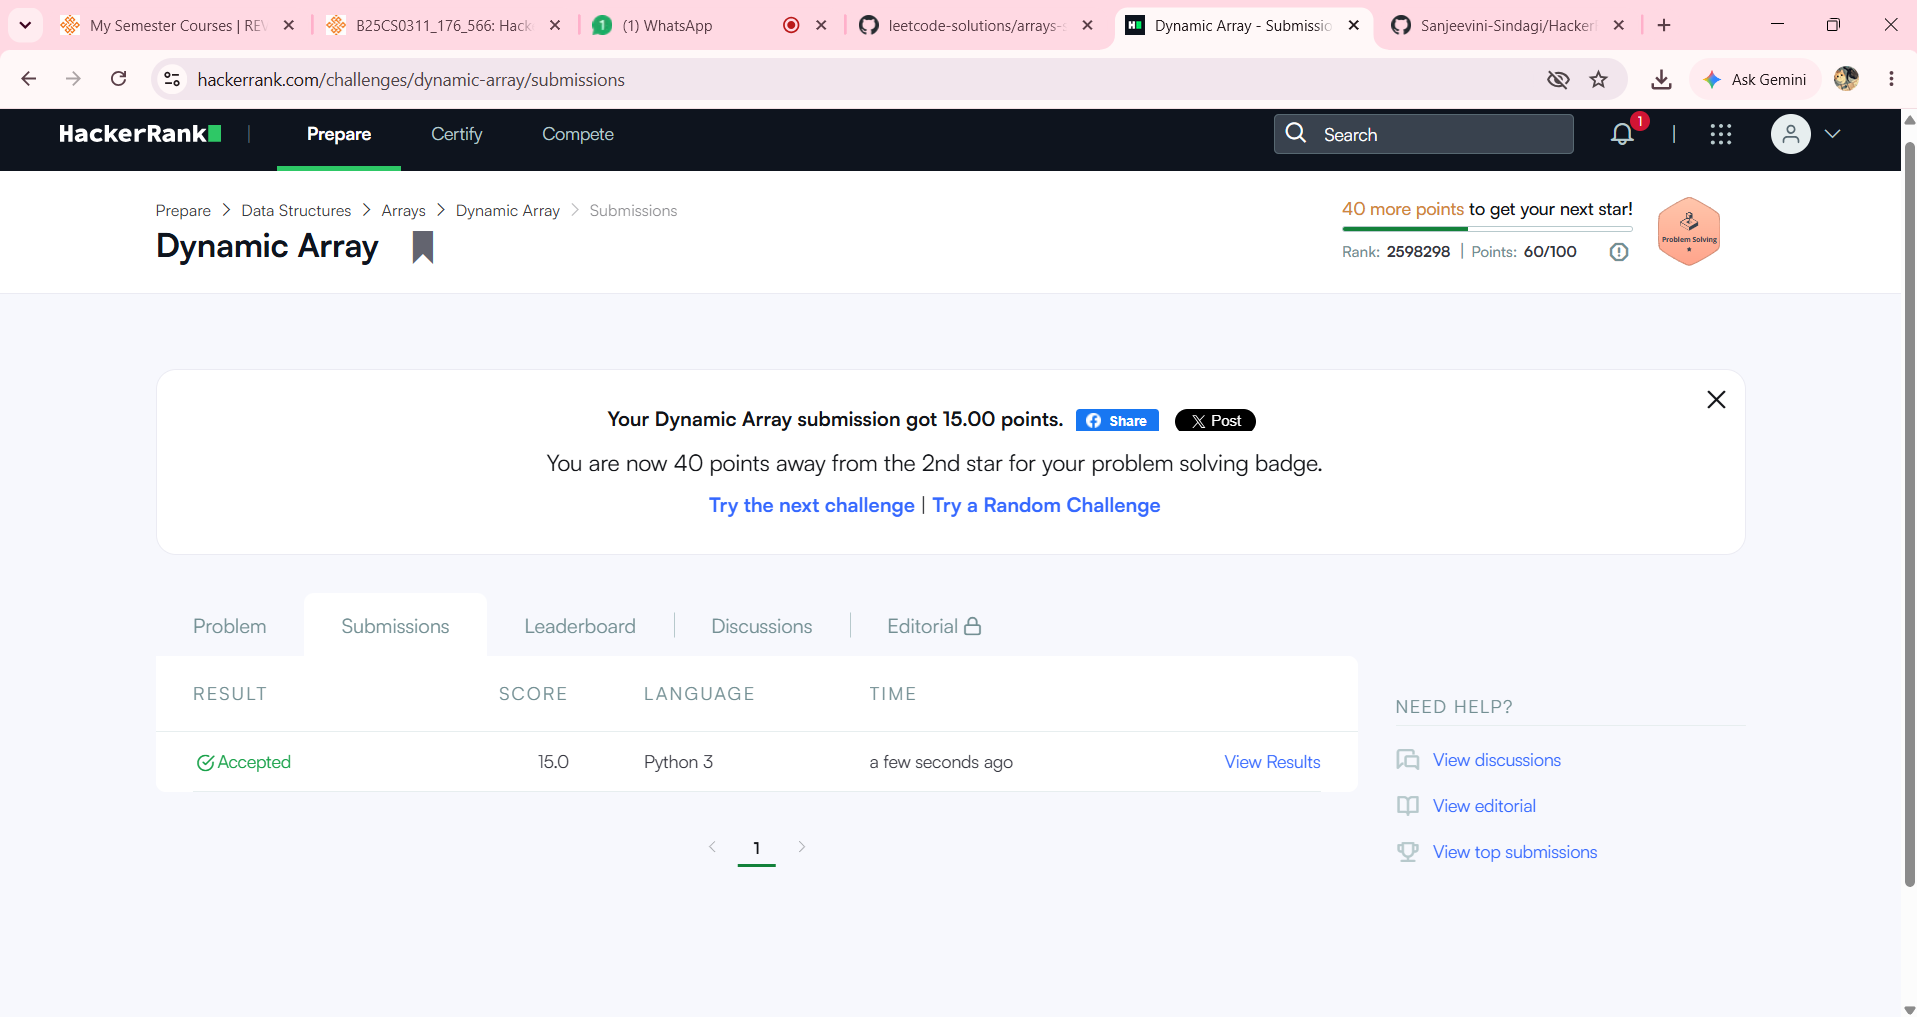 My Semester Courses | REV
B25CS0311_176_566: Hack
1
(1) WhatsApp
leetcode-solutions/arrays-s
Dynamic Array - Submissio
Sanjeevini-Sindagi/Hacker
hackerrank.com/challenges/dynamic-array/submissions
Ask Gemini
HackerRank
Prepare
Certify
Compete
Search
1
Prepare > Data Structures > Arrays > Dynamic Array > Submissions
Dynamic Array
40 more points to get your next star!
Rank: 2598298 | Points: 60/100
Problem Solving
Your Dynamic Array submission got 15.00 points.
Share
Post
You are now 40 points away from the 2nd star for your problem solving badge.
Try the next challenge | Try a Random Challenge
Problem
Submissions
Leaderboard
Discussions
Editorial
RESULT SCORE LANGUAGE TIME
Accepted 15.0 Python 3 a few seconds ago View Results
1
NEED HELP?
View discussions
View editorial
View top submissions